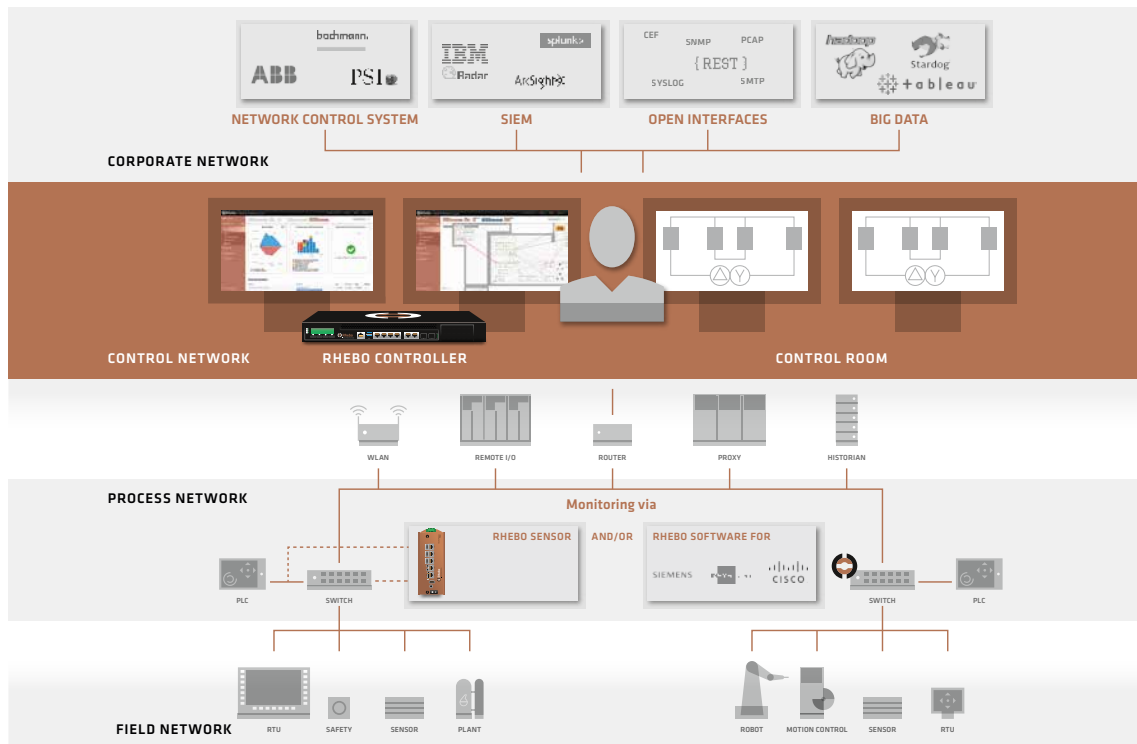 bachmann.
ABB
PSI
IBM
Radar
splunk>
ArcSight
CEF
SNMP
PCAP
{ REST }
SYSLOG
SMTP
hadoop
Stardog
+ a b l e a u
NETWORK CONTROL SYSTEM
SIEM
OPEN INTERFACES
BIG DATA
CORPORATE NETWORK
CONTROL NETWORK
RHEBO CONTROLLER
CONTROL ROOM
WLAN
REMOTE I/O
ROUTER
PROXY
HISTORIAN
PROCESS NETWORK
Monitoring via
RHEBO SENSOR
AND/OR
RHEBO SOFTWARE FOR
SIEMENS
CISCO
PLC
SWITCH
SWITCH
PLC
FIELD NETWORK
RTU
SAFETY
SENSOR
PLANT
ROBOT
MOTION CONTROL
SENSOR
RTU